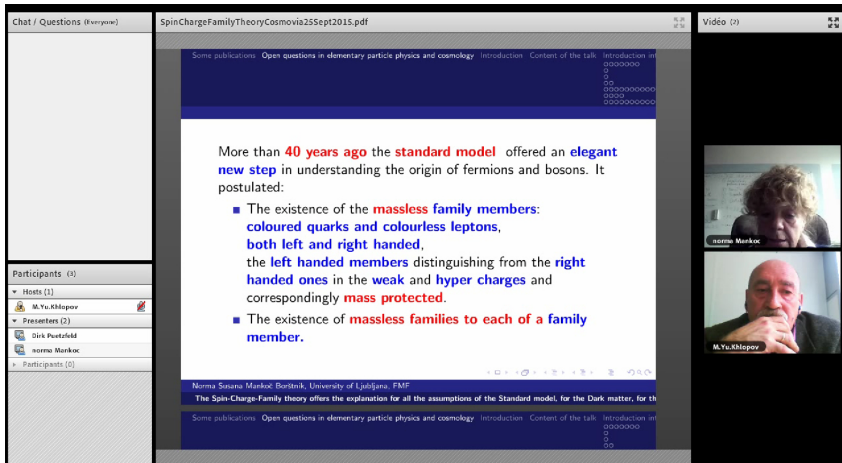 Chat / Questions (Everyone)
SpinChargeFamilyTheoryCosmovia25Sept2015.pdf
Vidéo (2)
Some publications Open questions in elementary particle physics and cosmology Introduction Content of the talk Introduction int
More than 40 years ago the standard model offered an elegant
new step in understanding the origin of fermions and bosons. It
postulated:
The existence of the massless family members:
coloured quarks and colourless leptons,
both left and right handed,
the left handed members distinguishing from the right
handed ones in the weak and hyper charges and
correspondingly mass protected.
The existence of massless families to each of a family
member.
norma Mankoc
M.Yu.Khlopov
Participants (3)
Hosts (1)
M.Yu.Khlopov
Presenters (2)
Dirk Puetzfeld
norma Mankoc
Participants (0)
Norma Susana Mankoč Borštnik, University of Ljubljana, FMF
The Spin-Charge-Family theory offers the explanation for all the assumptions of the Standard model, for the Dark matter, for th
Some publications Open questions in elementary particle physics and cosmology Introduction Content of the talk Introduction int